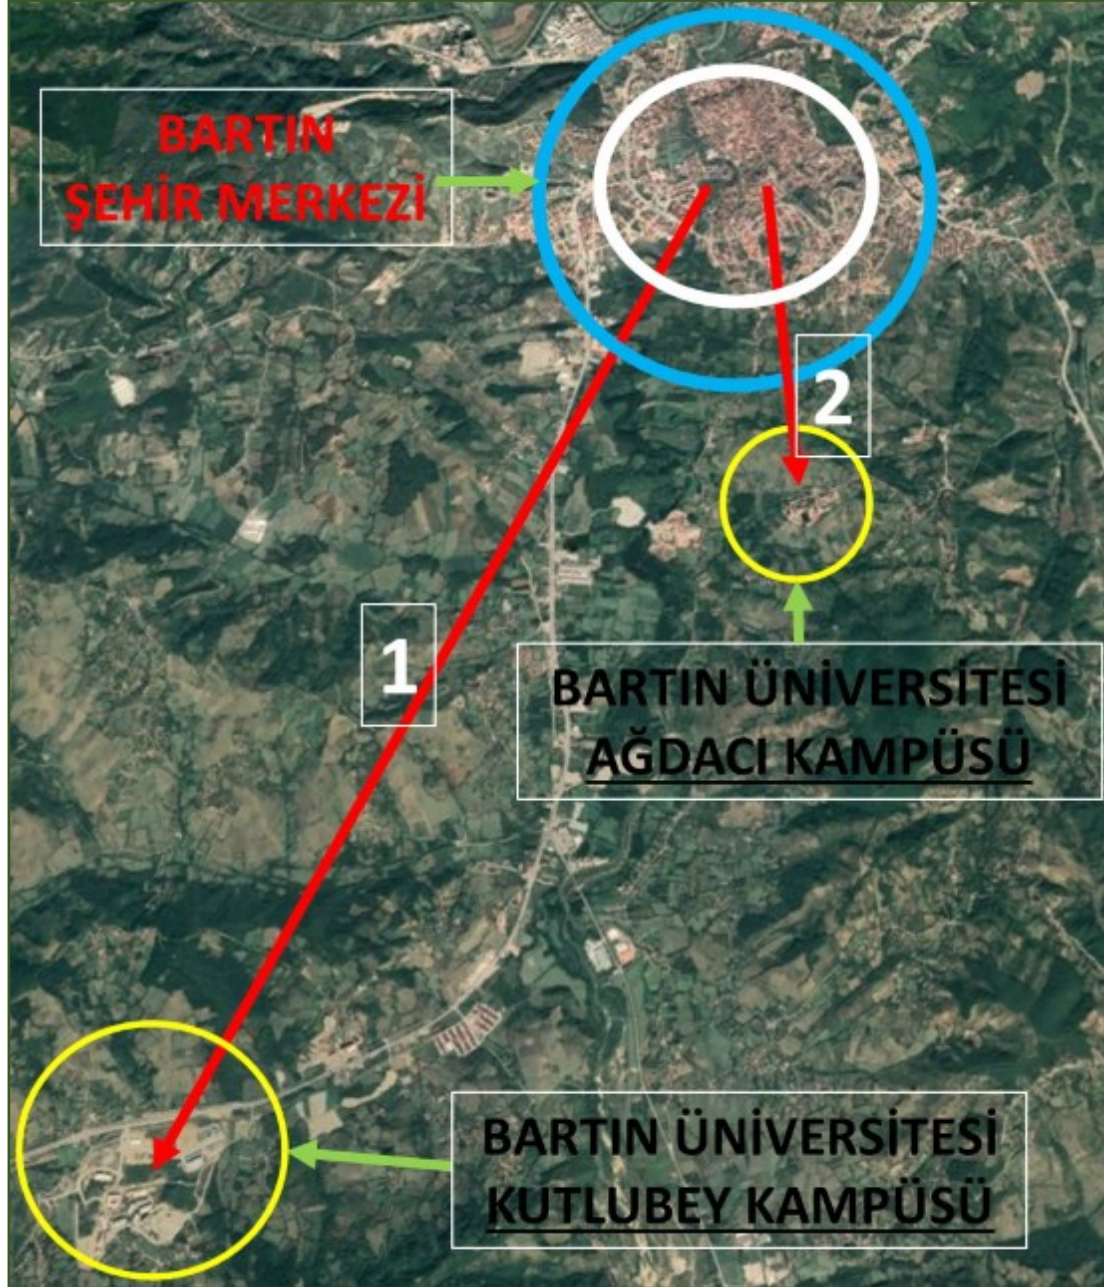 BARTIN
ŞEHİR MERKEZİ
2
1
BARTIN ÜNİVERSİTESİ
AĞDACI KAMPÜSÜ
BARTIN ÜNİVERSİTESİ
KUTLUBEY KAMPÜSÜ